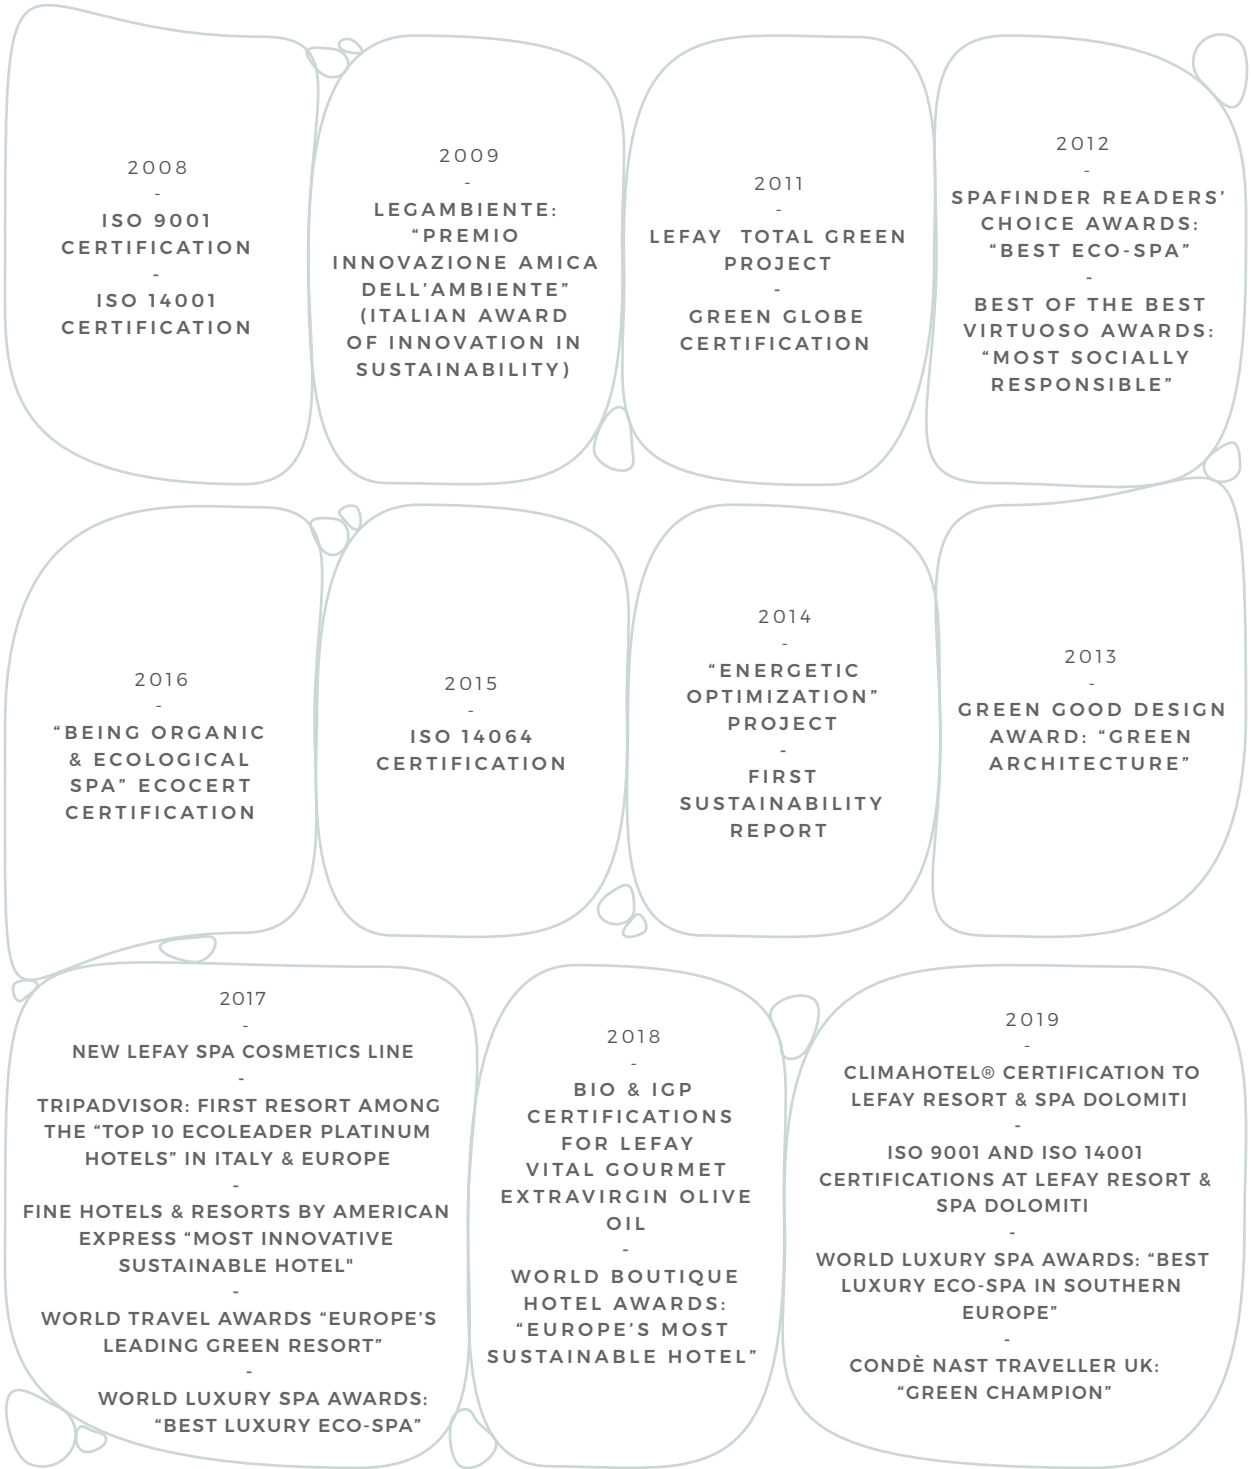 2008
-
ISO 9001
CERTIFICATION
-
ISO 14001
CERTIFICATION
2009
-
LEGAMBIENTE:
“PREMIO
INNOVAZIONE AMICA
DELL’AMBIENTE”
(ITALIAN AWARD
OF INNOVATION IN
SUSTAINABILITY)
2011
-
LEFAY TOTAL GREEN
PROJECT
-
GREEN GLOBE
CERTIFICATION
2012
-
SPAFINDER READERS’
CHOICE AWARDS:
“BEST ECO-SPA”
-
BEST OF THE BEST
VIRTUOSO AWARDS:
“MOST SOCIALLY
RESPONSIBLE”
2016
-
“BEING ORGANIC
& ECOLOGICAL
SPA” ECOCERT
CERTIFICATION
2015
-
ISO 14064
CERTIFICATION
2014
-
“ENERGETIC
OPTIMIZATION”
PROJECT
-
FIRST
SUSTAINABILITY
REPORT
2013
-
GREEN GOOD DESIGN
AWARD: “GREEN
ARCHITECTURE”
2017
-
NEW LEFAY SPA COSMETICS LINE
-
TRIPADVISOR: FIRST RESORT AMONG
THE “TOP 10 ECOLEADER PLATINUM
HOTELS” IN ITALY & EUROPE
-
FINE HOTELS & RESORTS BY AMERICAN
EXPRESS “MOST INNOVATIVE
SUSTAINABLE HOTEL"
-
WORLD TRAVEL AWARDS “EUROPE’S
LEADING GREEN RESORT”
-
WORLD LUXURY SPA AWARDS:
“BEST LUXURY ECO-SPA”
2018
-
BIO & IGP
CERTIFICATIONS
FOR LEFAY
VITAL GOURMET
EXTRAVIRGIN OLIVE
OIL
-
WORLD BOUTIQUE
HOTEL AWARDS:
“EUROPE’S MOST
SUSTAINABLE HOTEL”
2019
-
CLIMAHOTEL® CERTIFICATION TO
LEFAY RESORT & SPA DOLOMITI
-
ISO 9001 AND ISO 14001
CERTIFICATIONS AT LEFAY RESORT &
SPA DOLOMITI
-
WORLD LUXURY SPA AWARDS: “BEST
LUXURY ECO-SPA IN SOUTHERN
EUROPE”
-
CONDÈ NAST TRAVELLER UK:
“GREEN CHAMPION”